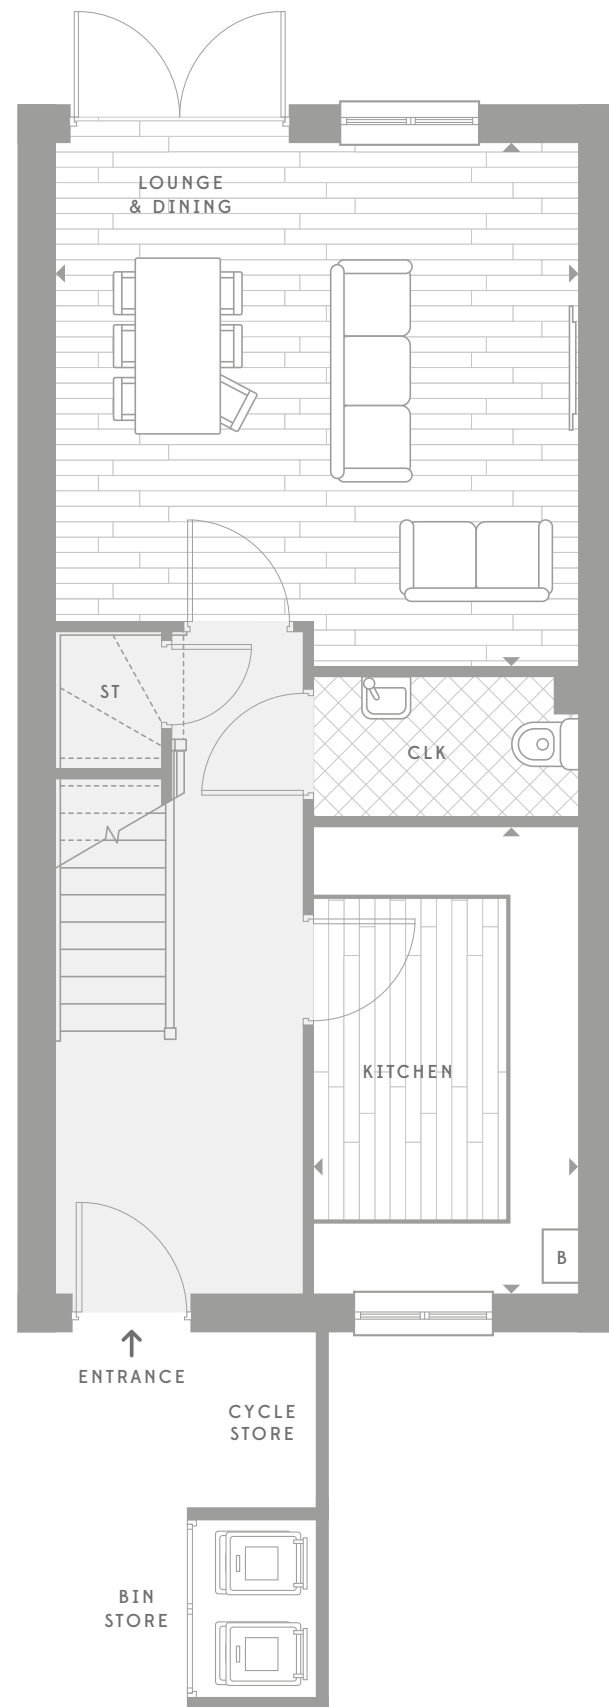 LOUNGE
& DINING
ST
CLK
KITCHEN
B
ENTRANCE
CYCLE
STORE
BIN
STORE